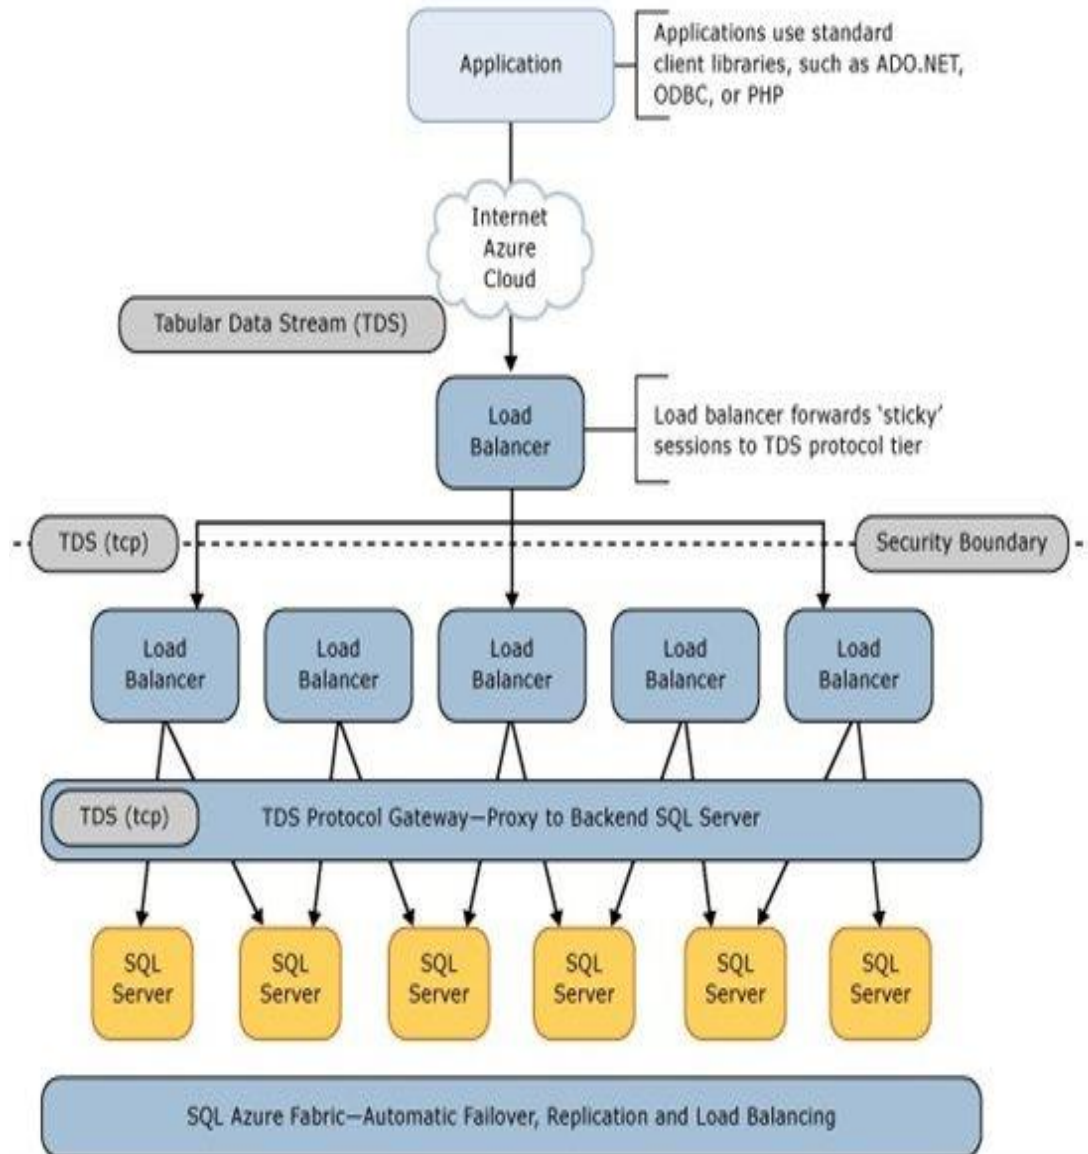 Application
Applications use standard
client libraries, such as ADO.NET,
ODBC, or PHP
Internet
Azure
Cloud
Tabular Data Stream (TDS)
Load
Balancer
Load balancer forwards ‘sticky’
sessions to TDS protocol tier
TDS (tcp)
Security Boundary
Load
Balancer
Load
Balancer
Load
Balancer
Load
Balancer
Load
Balancer
TDS (tcp)
TDS Protocol Gateway—Proxy to Backend SQL Server
SQL
Server
SQL
Server
SQL
Server
SQL
Server
SQL
Server
SQL
Server
SQL Azure Fabric—Automatic Failover, Replication and Load Balancing